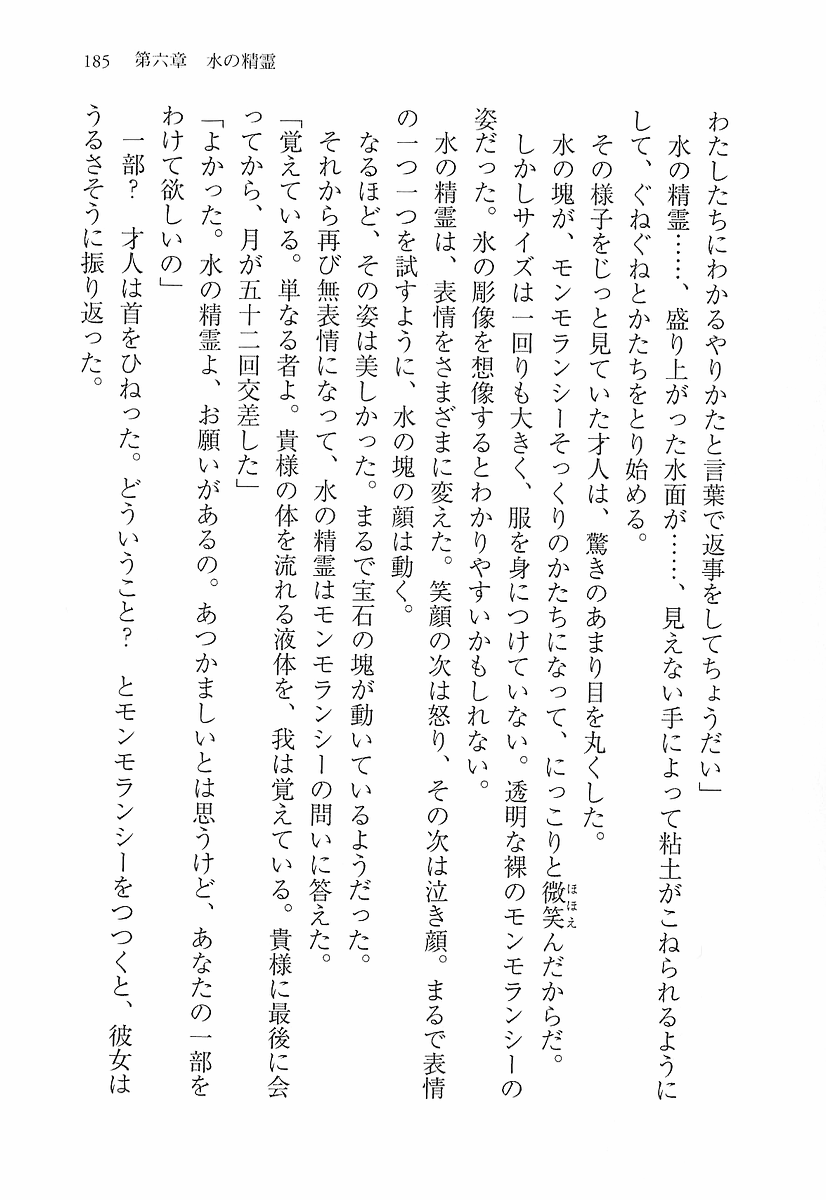 185　第六章　水の精霊
わたしたちにわかるやりかたと言葉で返事をしてちょうだい」
　水の精霊……、盛り上がった水面が……、見えない手によって粘土がこねられるように
して、ぐねぐねとかたちをとり始める。
　その様子をじっと見ていた才人は、驚きのあまり目を丸くした。
　水の塊が、モンモランシーそっくりのかたちになって、にっこりと微笑んだからだ。
ほほえ
　しかしサイズは一回りも大きく、服を身につけていない。透明な裸のモンモランシーの
姿だった。氷の彫像を想像するとわかりやすいかもしれない。
　水の精霊は、表情をさまざまに変えた。笑顔の次は怒り、その次は泣き顔。まるで表情
の一つ一つを試すように、水の塊の顔は動く。
　なるほど、その姿は美しかった。まるで宝石の塊が動いているようだった。
　それから再び無表情になって、水の精霊はモンモランシーの問いに答えた。
「覚えている。単なる者よ。貴様の体を流れる液体を、我は覚えている。貴様に最後に会
ってから、月が五十二回交差した」
「よかった。水の精霊よ、お願いがあるの。あつかましいとは思うけど、あなたの一部を
わけて欲しいの」
　一部？　才人は首をひねった。どういうこと？　とモンモランシーをつつくと、彼女は
うるさそうに振り返った。